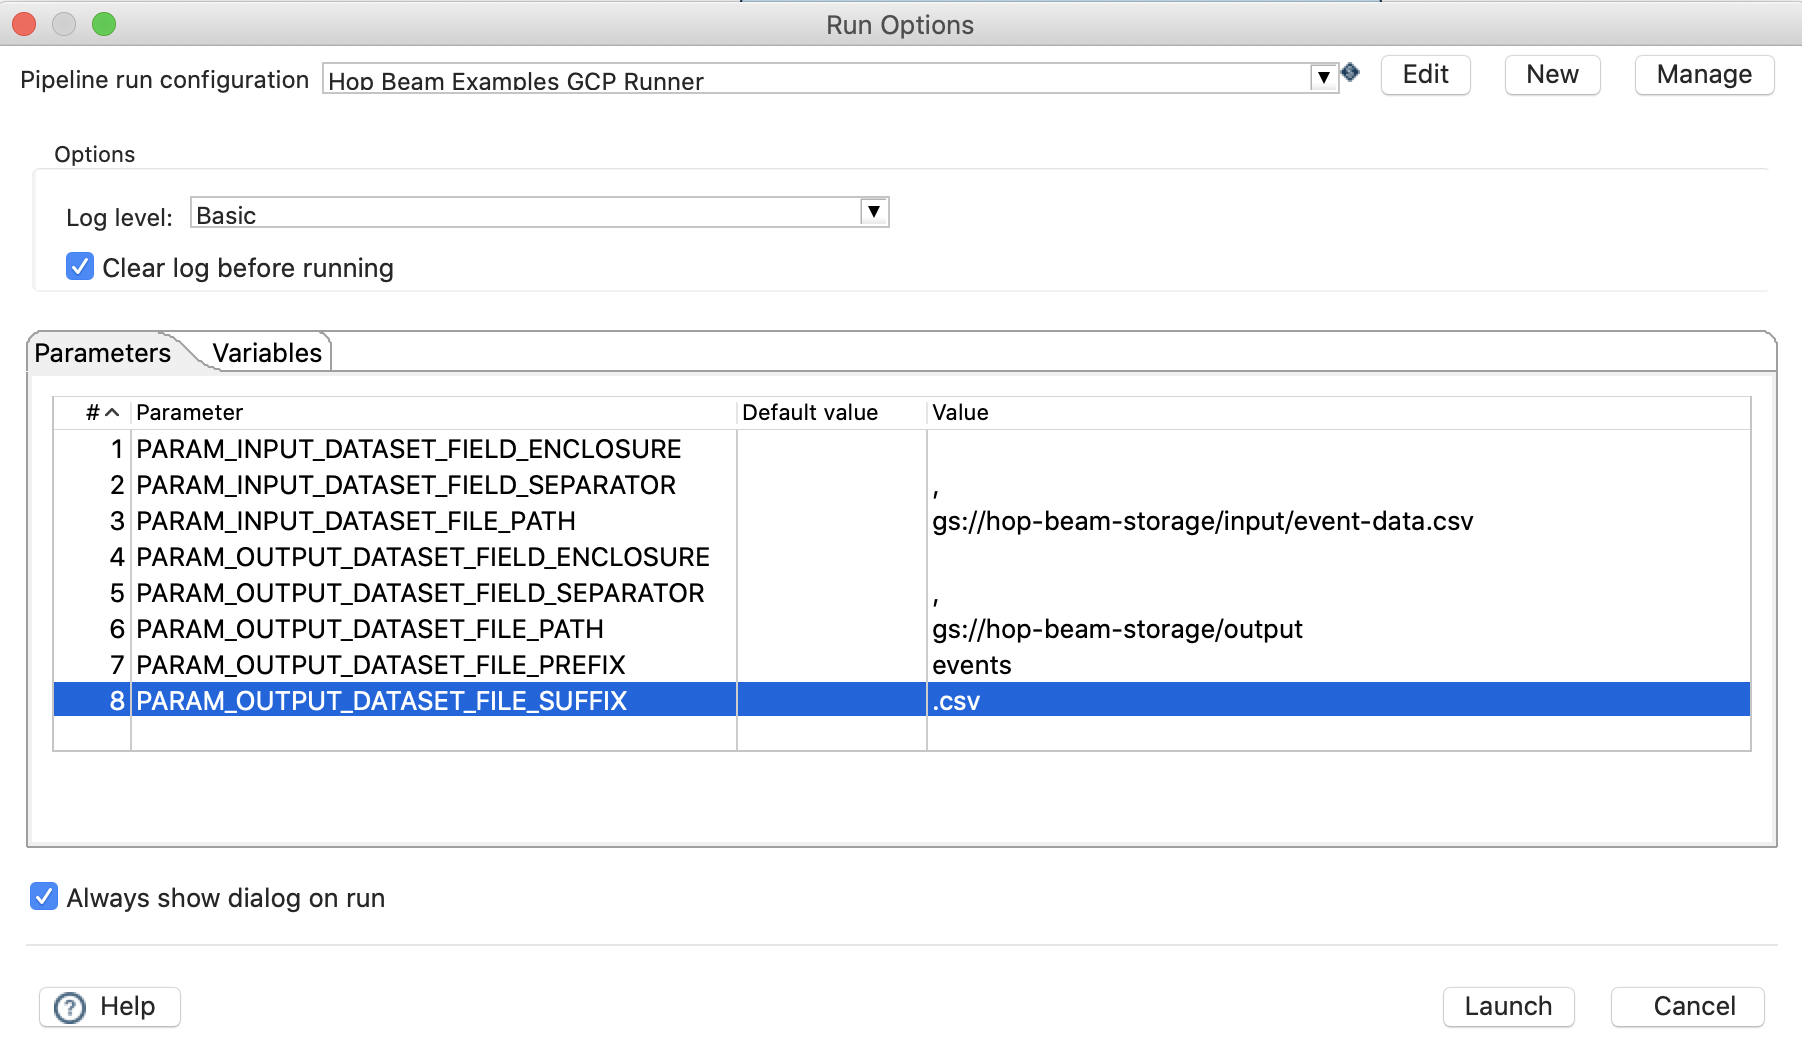 Run Options
Pipeline run configuration Hop Beam Examples GCP Runner Edit New Manage
Options
Log level: Basic
Clear log before running
Parameters Variables
# Parameter Default value Value
1 PARAM_INPUT_DATASET_FIELD_ENCLOSURE
2 PARAM_INPUT_DATASET_FIELD_SEPARATOR ,
3 PARAM_INPUT_DATASET_FILE_PATH gs://hop-beam-storage/input/event-data.csv
4 PARAM_OUTPUT_DATASET_FIELD_ENCLOSURE
5 PARAM_OUTPUT_DATASET_FIELD_SEPARATOR ,
6 PARAM_OUTPUT_DATASET_FILE_PATH gs://hop-beam-storage/output
7 PARAM_OUTPUT_DATASET_FILE_PREFIX events
8 PARAM_OUTPUT_DATASET_FILE_SUFFIX .csv
Always show dialog on run
? Help Launch Cancel